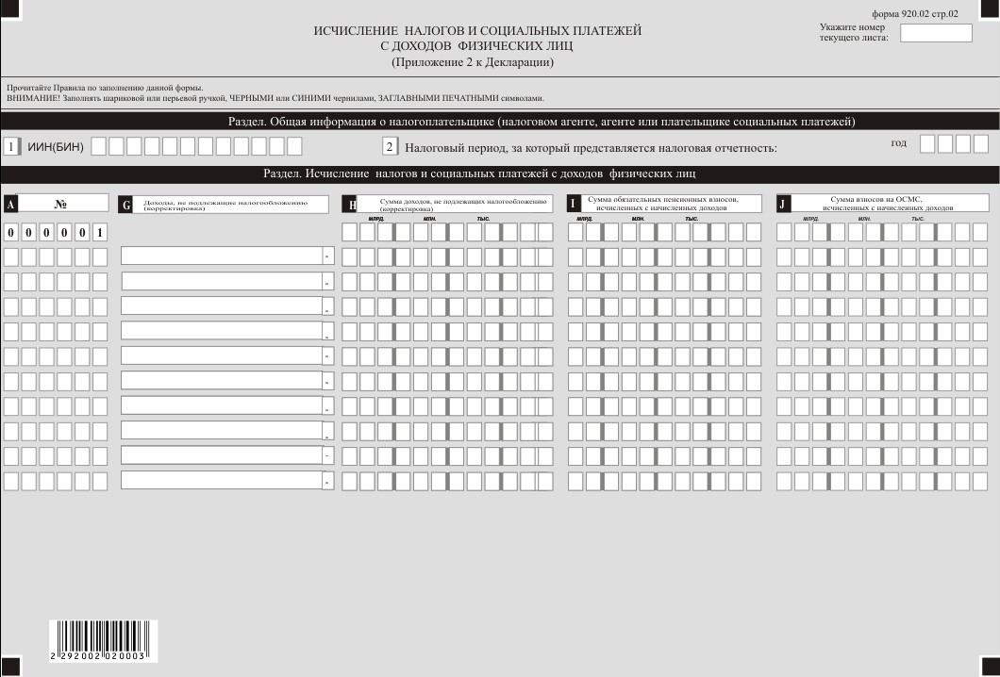 форма 920.02 стр.02
ИСЧИСЛЕНИЕ НАЛОГОВ И СОЦИАЛЬНЫХ ПЛАТЕЖЕЙ
С ДОХОДОВ ФИЗИЧЕСКИХ ЛИЦ
(Приложение 2 к Декларации)
Укажите номер
текущего листа:
Прочитайте Правила по заполнению данной формы.
ВНИМАНИЕ! Заполнять шариковой или перьевой ручкой, ЧЕРНЫМИ или СИНИМИ чернилами, ЗАГЛАВНЫМИ ПЕЧАТНЫМИ символами.
Раздел. Общая информация о налогоплательщике (налоговом агенте, агенте или плательщике социальных платежей)
1 ИИН(БИН)
2 Налоговый период, за который представляется налоговая отчетность:
год
Раздел. Исчисление налогов и социальных платежей с доходов физических лиц
A №
G Доходы, не подлежащие налогообложению
(корректировка)
H Сумма доходов, не подлежащих налогообложению
(корректировка)
I Сумма обязательных пенсионных взносов,
исчисленных с начисленных доходов
J Сумма взносов на ОСМС,
исчисленных с начисленных доходов
МЛРД. МЛН. ТЫС.
МЛРД. МЛН. ТЫС.
МЛРД. МЛН. ТЫС.
0 0 0 0 0 1
2 292002 020003